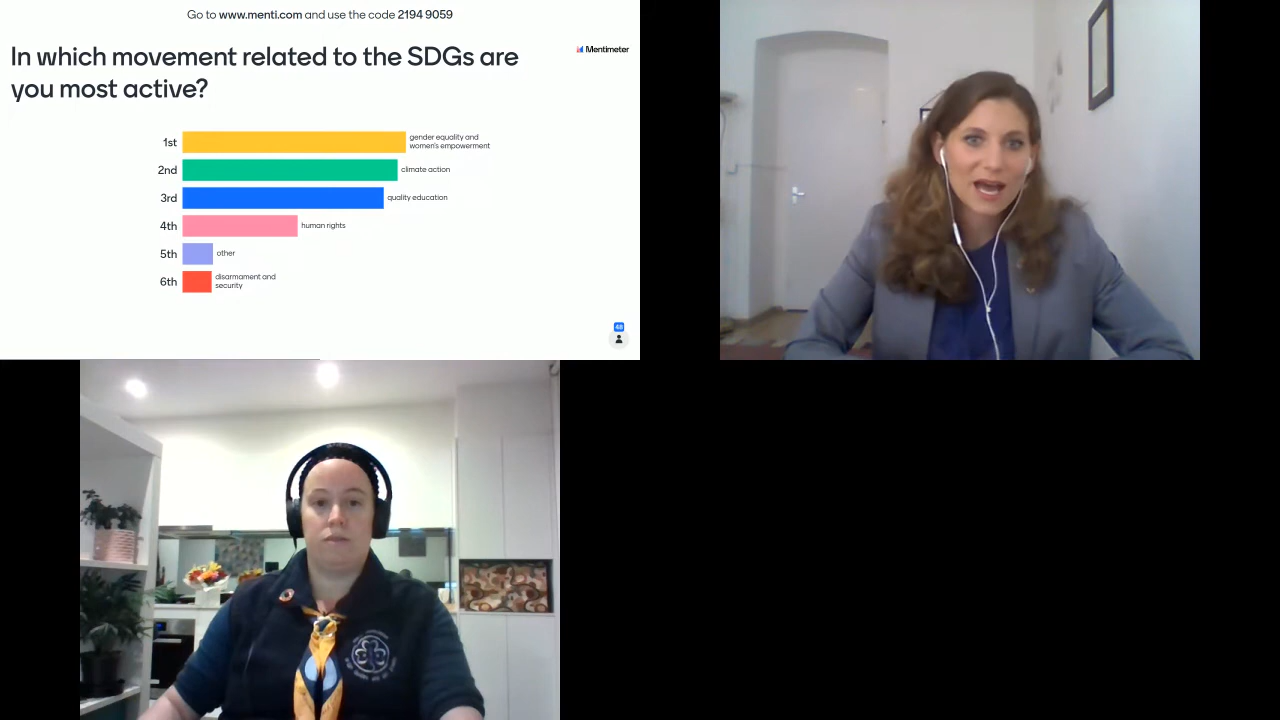 Go to www.menti.com and use the code 2194 9059
In which movement related to the SDGs are
you most active?
Mentimeter
1st
gender equality and
women's empowerment
2nd
climate action
3rd
quality education
4th
human rights
5th
other
6th
disarmament and
security
48